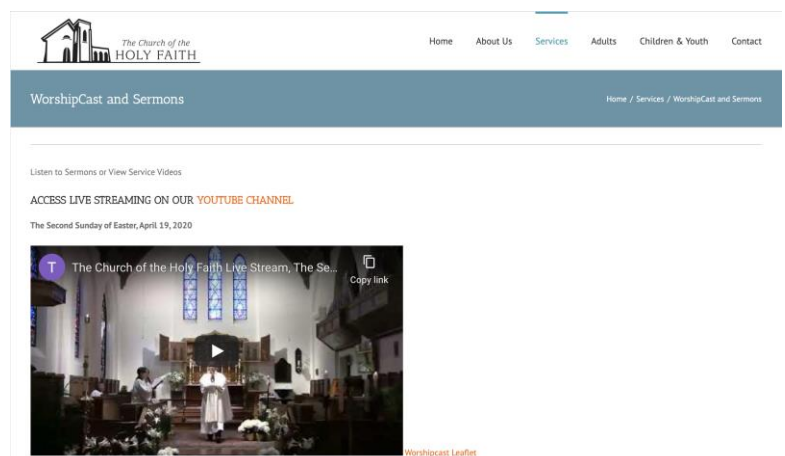 The Church of the
HOLY FAITH
Home About Us Services Adults Children & Youth Contact
WorshipCast and Sermons
Home / Services / WorshipCast and Sermons
Listen to Sermons or View Service Videos
ACCESS LIVE STREAMING ON OUR YOUTUBE CHANNEL
The Second Sunday of Easter, April 19, 2020
T The Church of the Holy Faith Live Stream, The Se...
Copy link
Worshipcast Leaflet